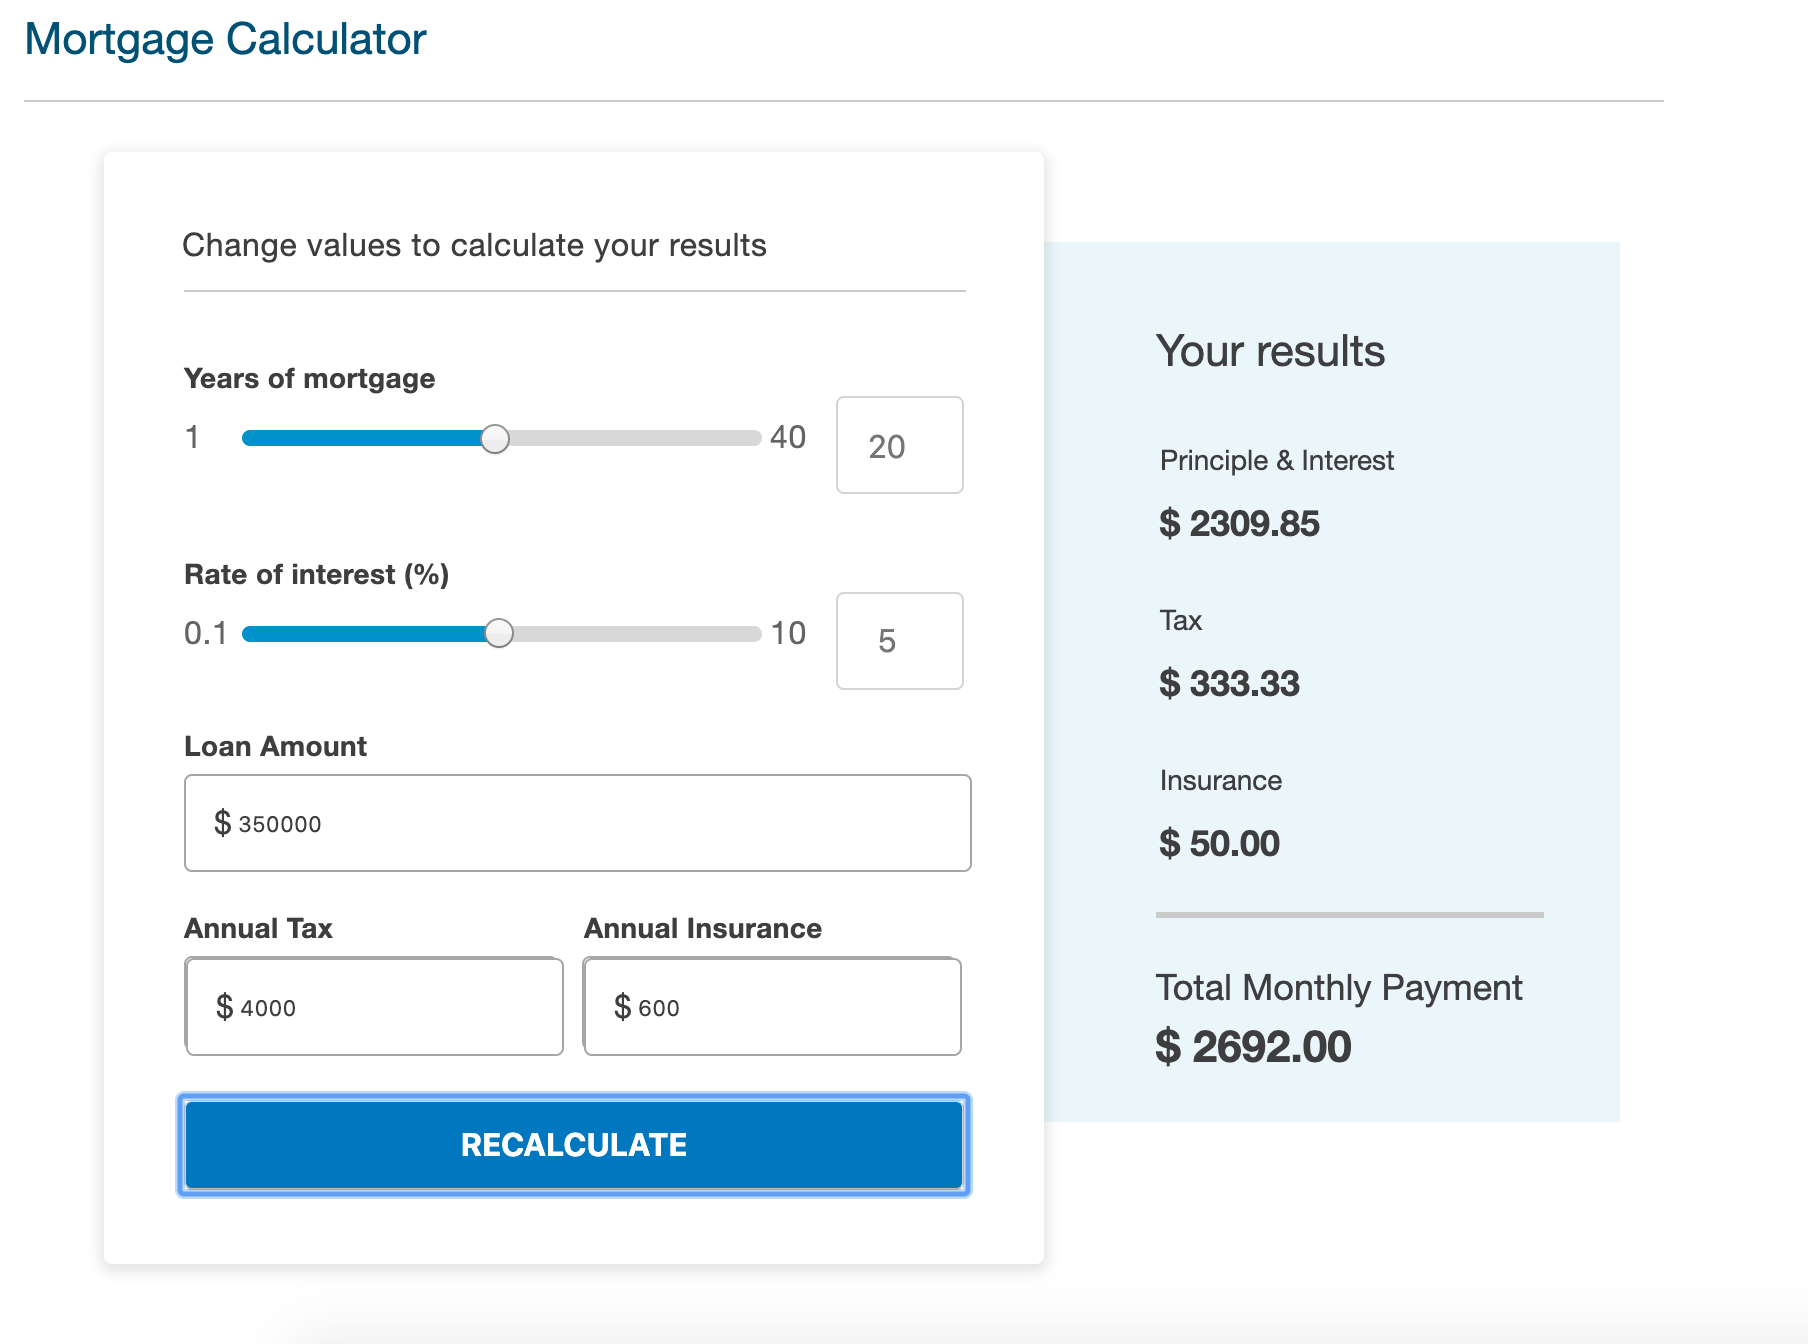 Mortgage Calculator
Change values to calculate your results
Years of mortgage
1 40 20
Rate of interest (%)
0.1 10 5
Loan Amount
$ 350000
Annual Tax Annual Insurance
$ 4000 $ 600
RECALCULATE
Your results
Principle & Interest
$ 2309.85
Tax
$ 333.33
Insurance
$ 50.00
Total Monthly Payment
$ 2692.00